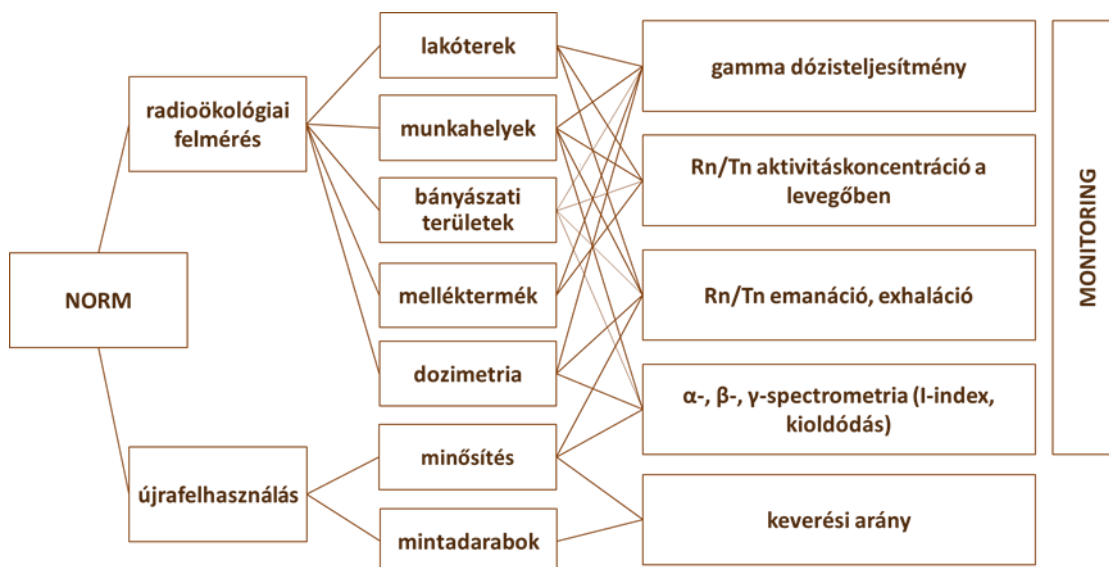 NORM
radioökológiai
felmérés
újrafelhasználás
lakóterek
munkahelyek
bányászati
területek
melléktermék
dozimetria
minősítés
mintadarabok
gamma dózisteljesítmény
Rn/Tn aktivitáskoncentráció a
levegőben
Rn/Tn emanáció, exhaláció
α-, β-, γ-spectrometria (I-index,
kioldódás)
keverési arány
MONITORING